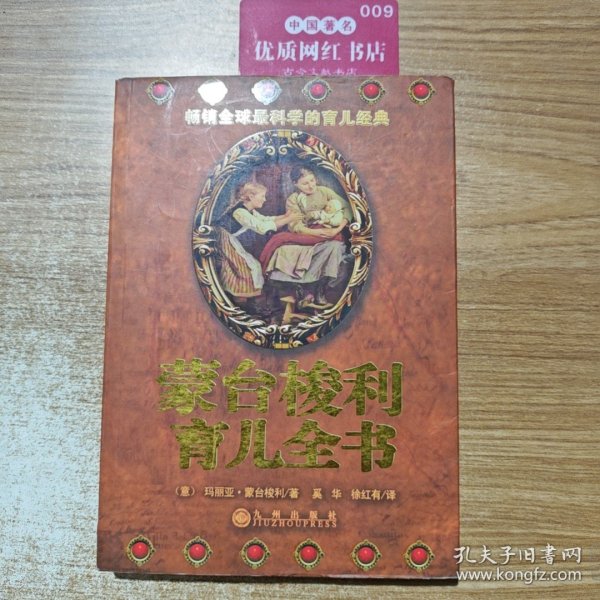 009
中国著名
优质网红书店
畅销全球最科学的育儿经典
蒙台梭利
育儿全书
（意） 玛丽亚·蒙台梭利/著 奚 华 徐红有/译
九州出版社
JIUZHOUPRESS
孔夫子旧书网
www.kongfz.com